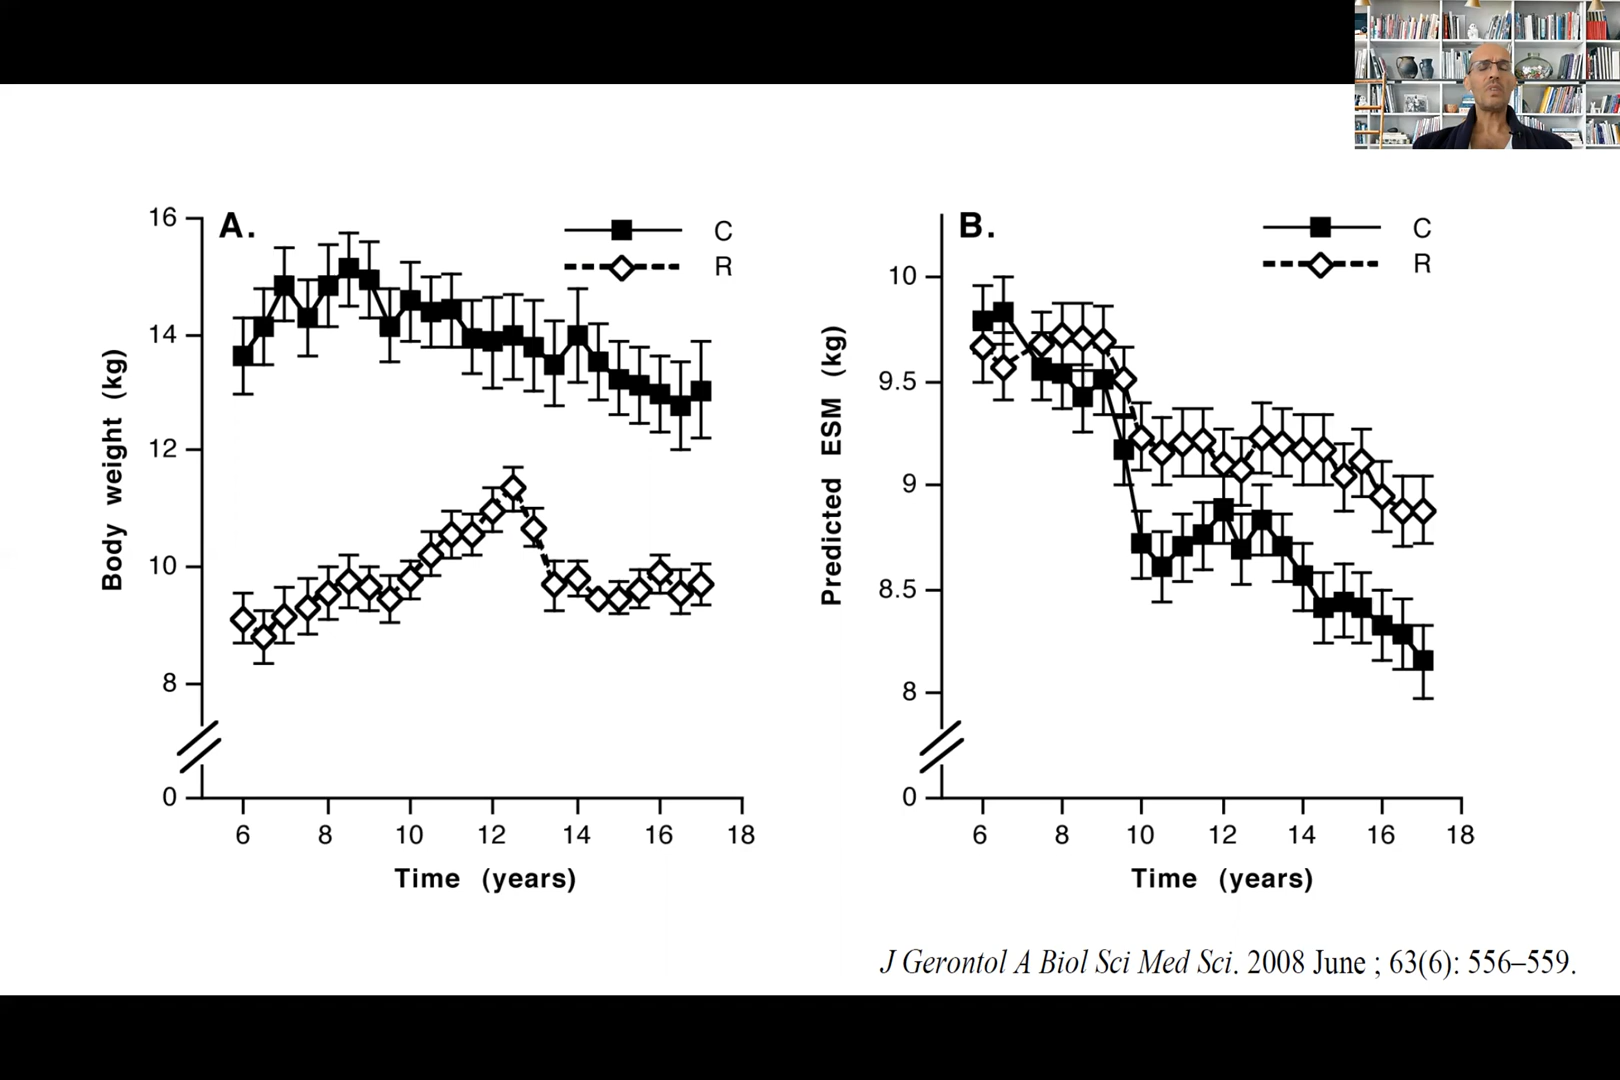 A.
C
R
16
14
12
10
8
0
Body weight (kg)
6 8 10 12 14 16 18
Time (years)
B.
C
R
10
9.5
9
8.5
8
0
Predicted ESM (kg)
6 8 10 12 14 16 18
Time (years)
J Gerontol A Biol Sci Med Sci. 2008 June ; 63(6): 556–559.